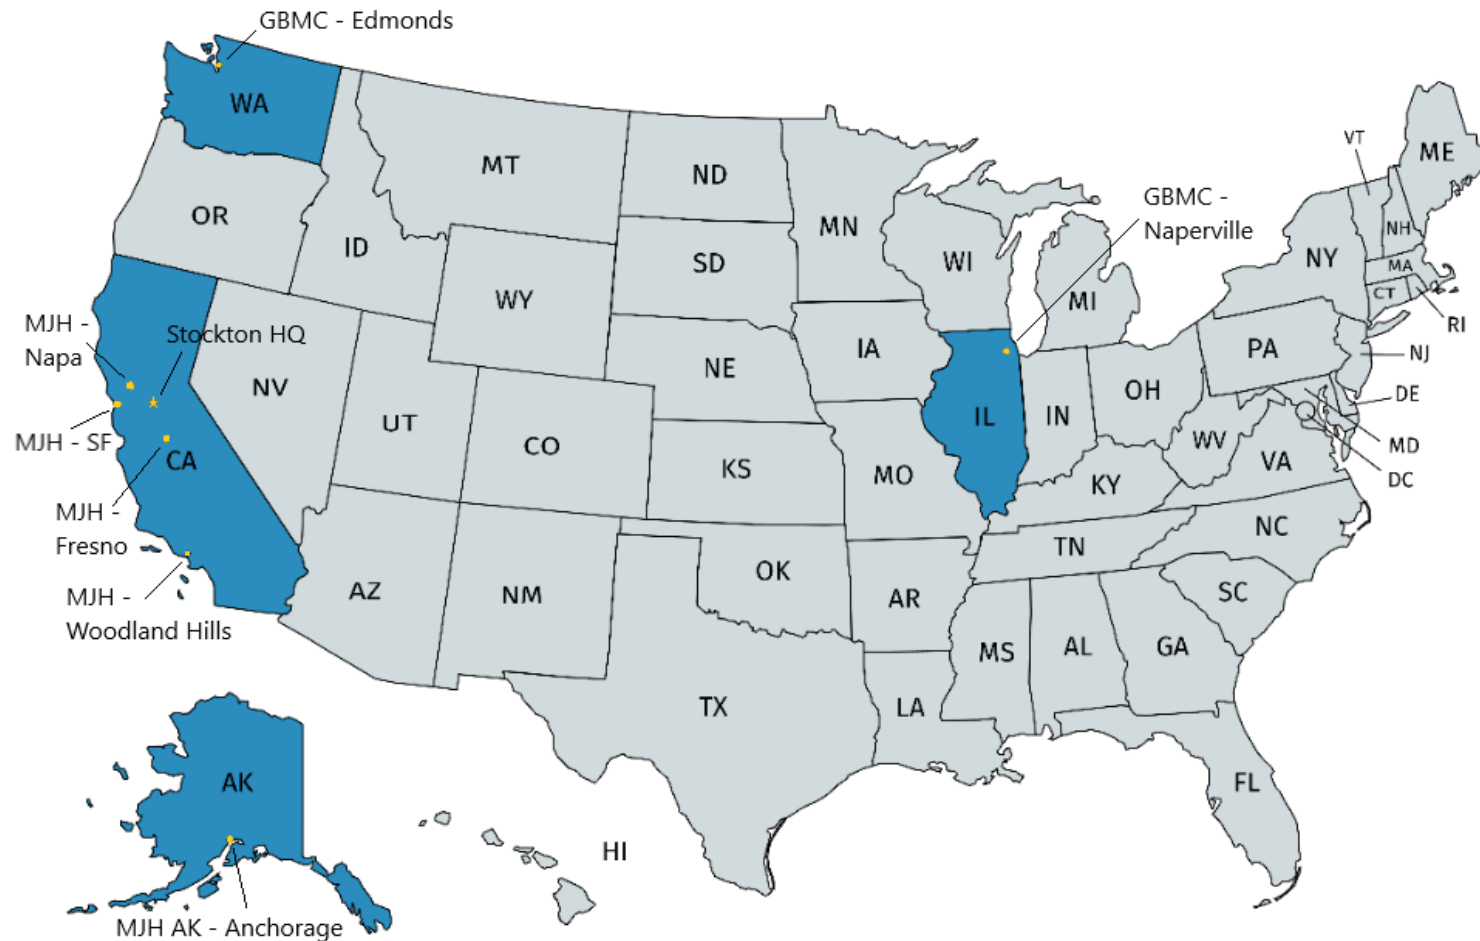 GBMC - Edmonds
WA
MT
ND
MN
VT
ME
OR
ID
SD
WI
GBMC -
Naperville
MI
NY
NH
MA
CT
RI
WY
MJH -
Napa
Stockton HQ
NV
NE
IA
PA
NJ
UT
CO
IL
IN
OH
DE
MJH - SF
CA
KS
MO
WV
VA
MD
KY
DC
MJH -
Fresno
NC
TN
MJH -
Woodland Hills
AZ
NM
OK
AR
SC
MS
AL
GA
TX
LA
AK
FL
HI
MJH AK - Anchorage